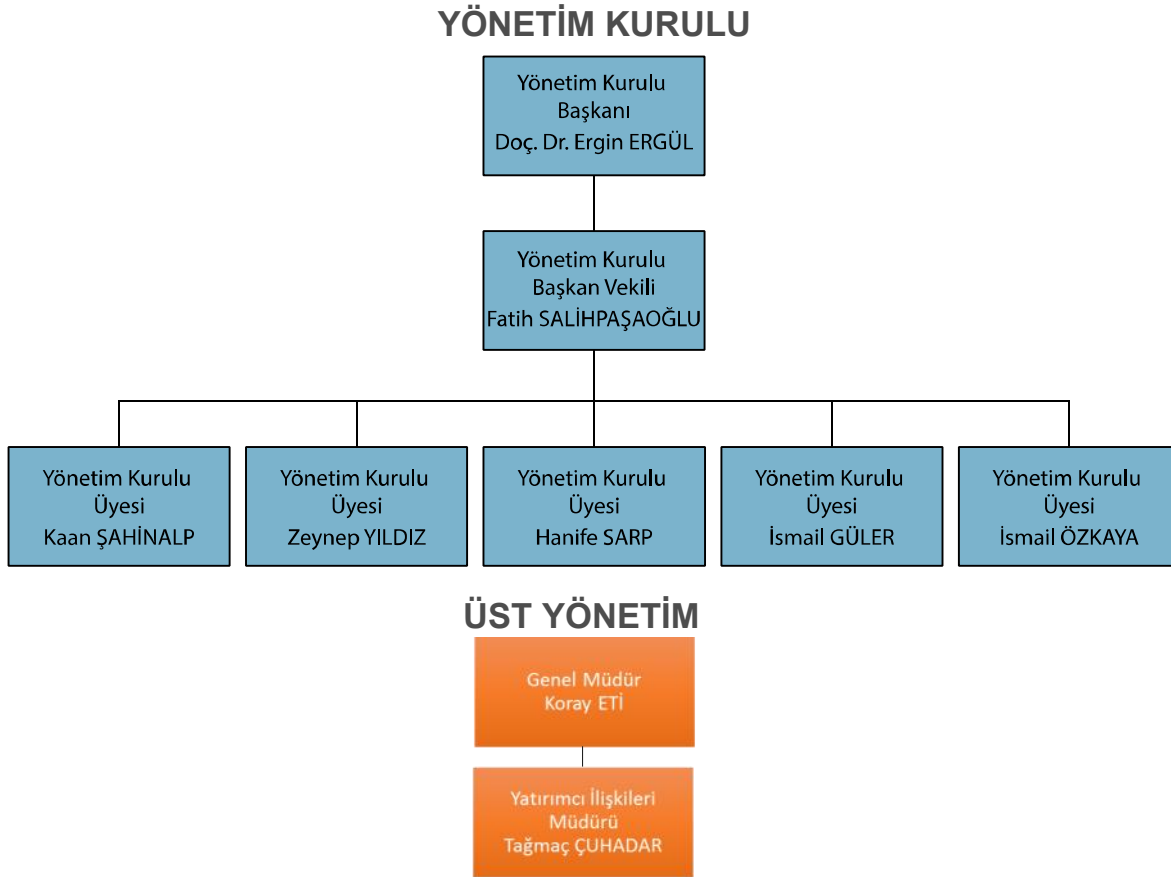 YÖNETİM KURULU
Yönetim Kurulu
Başkanı
Doç. Dr. Ergin ERGÜL
Yönetim Kurulu
Başkan Vekili
Fatih SALİHPAŞAOĞLU
Yönetim Kurulu
Üyesi
Kaan ŞAHİNALP
Yönetim Kurulu
Üyesi
Zeynep YILDIZ
Yönetim Kurulu
Üyesi
Hanife SARP
Yönetim Kurulu
Üyesi
İsmail GÜLER
Yönetim Kurulu
Üyesi
İsmail ÖZKAYA
ÜST YÖNETİM
Genel Müdür
Koray ETİ
Yatırımcı İlişkileri
Müdürü
Tağmaç ÇUHADAR